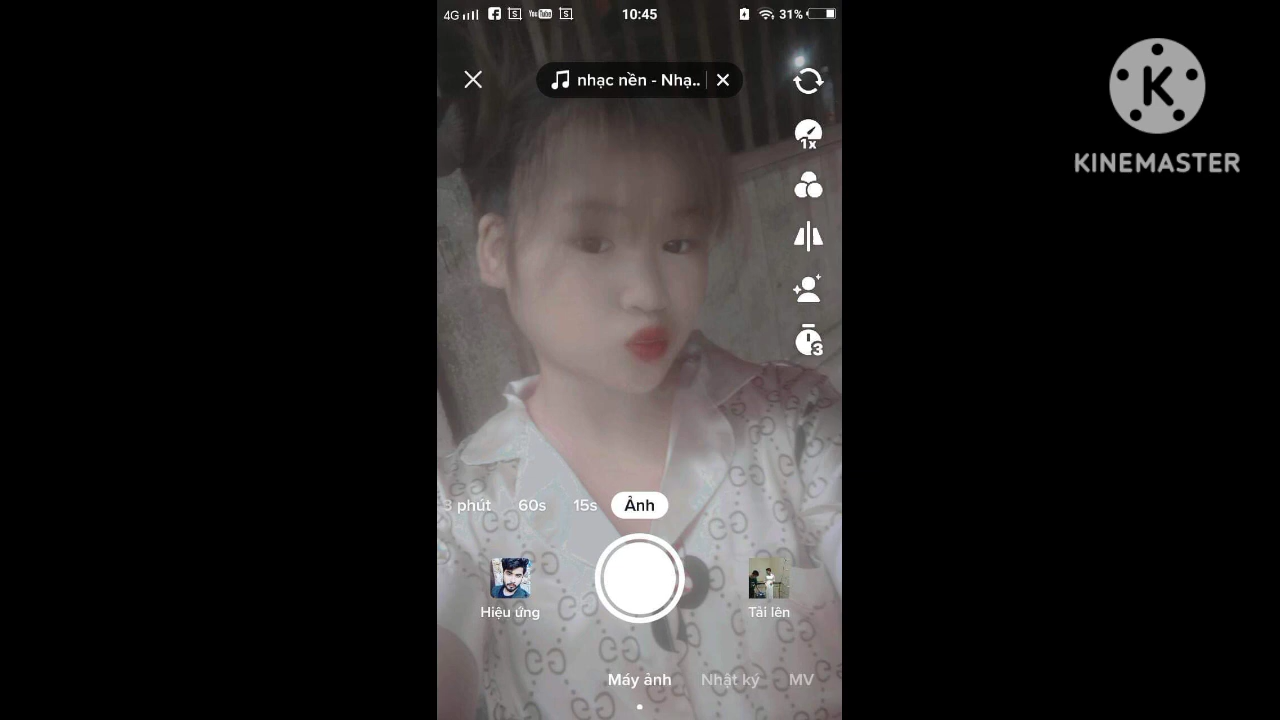 4G
10:45
31%
nhạc nền - Nhạ..
1x
3
3 phút 60s 15s Ảnh
Hiệu ứng
Tải lên
Máy ảnh Nhật ký MV
K
KINEMASTER